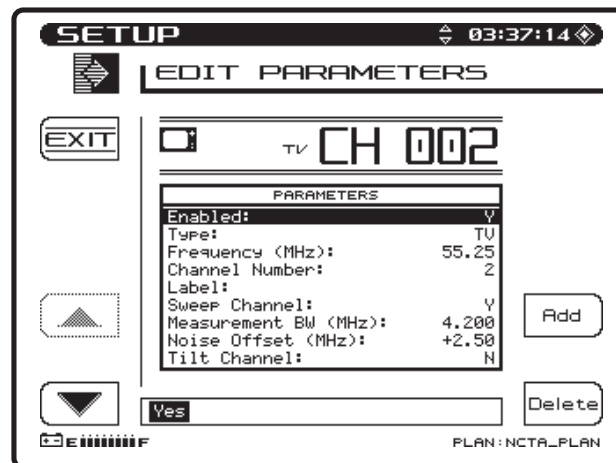 SETUP 03:37:14
EDIT PARAMETERS
EXIT
TV CH 002
PARAMETERS
Enabled: Y
Type: TV
Frequency (MHz): 55.25
Channel Number: 2
Label:
Sweep Channel: Y
Measurement BW (MHz): 4.200
Noise Offset (MHz): +2.50
Tilt Channel: N
Add
Yes
Delete
E F
PLAN:NCTA_PLAN